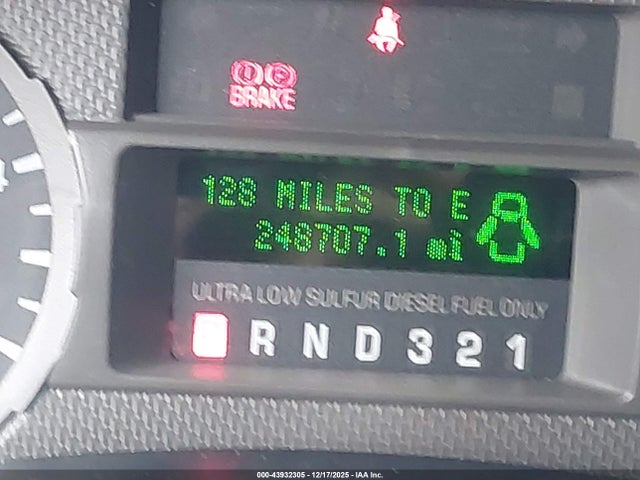 BRAKE
128 MILES TO E
248707.1 mi
ULTRA LOW SULFUR DIESEL FUEL ONLY
R N D 3 2 1
000-43932305 - 12/17/2025 - IAA Inc.